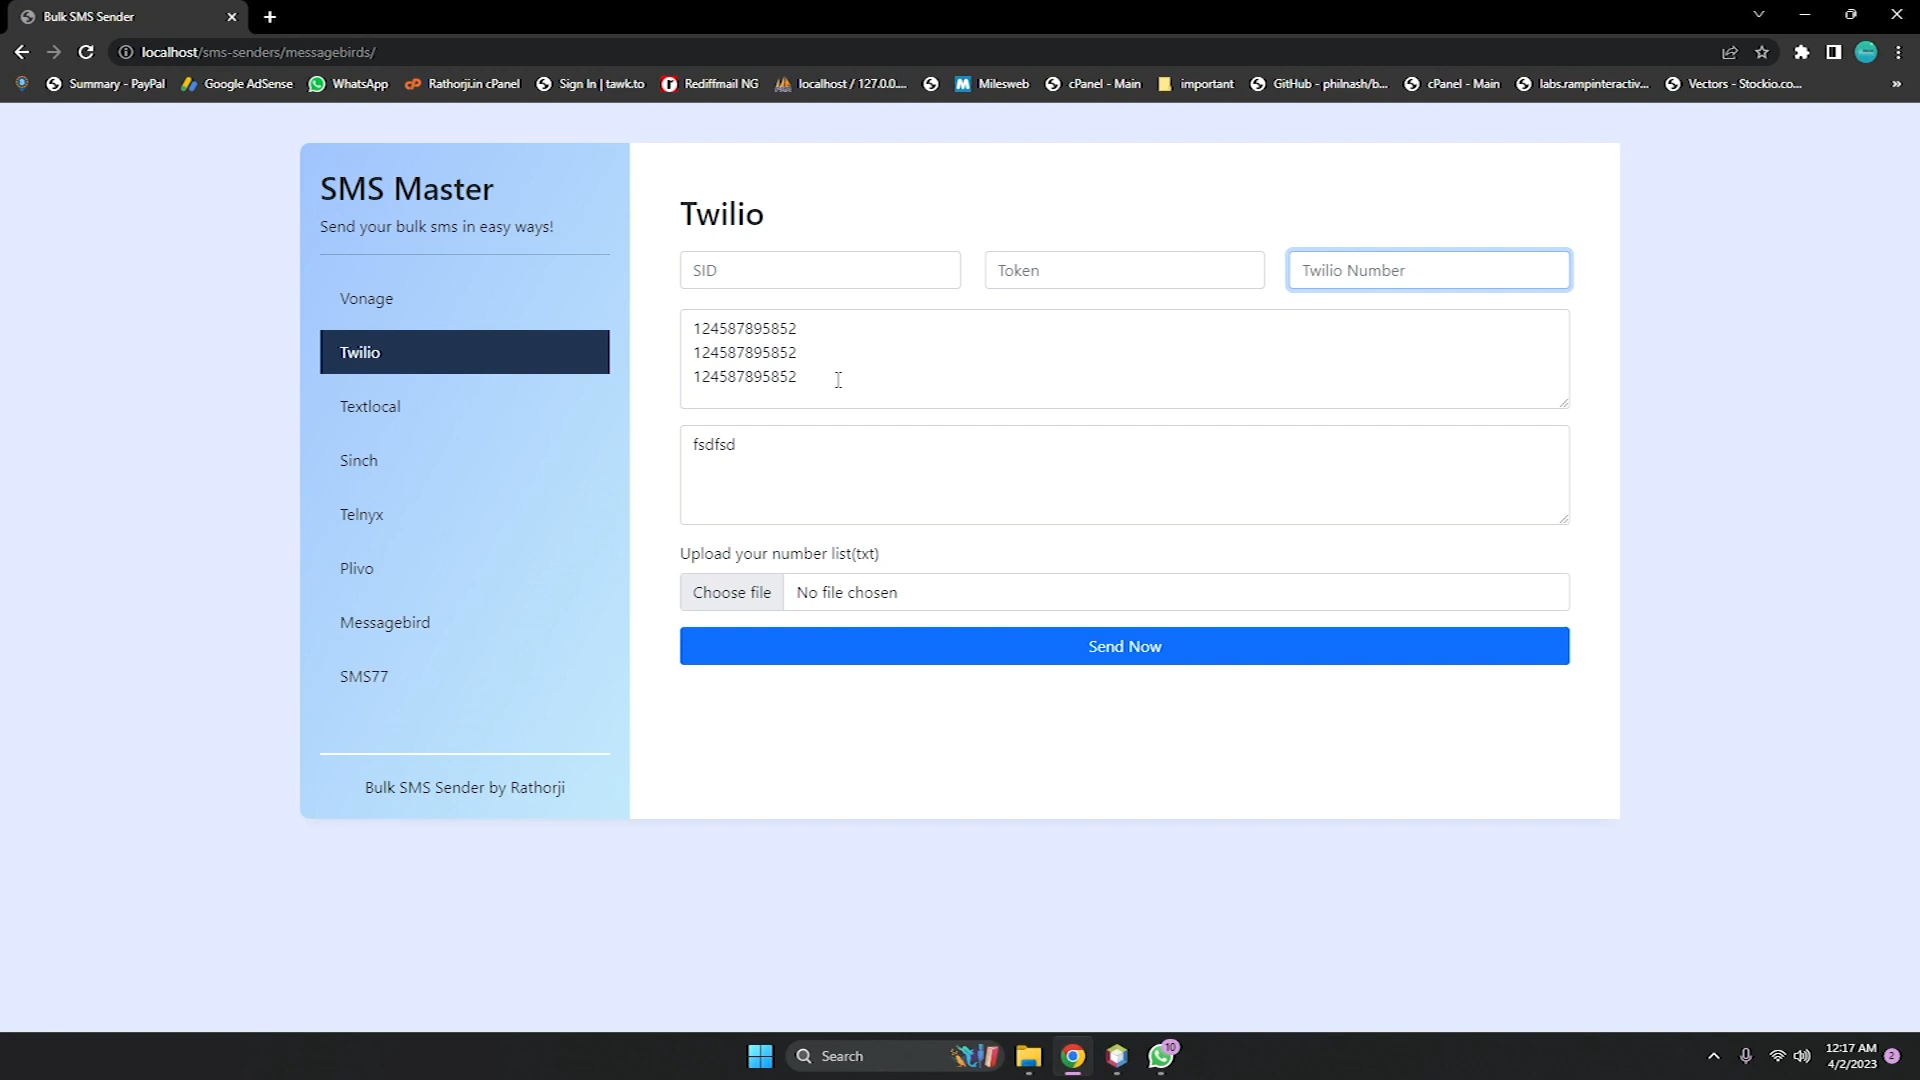 Bulk SMS Sender
localhost/sms-senders/messagebirds/
Summary - PayPal
Google AdSense
WhatsApp
Rathorji.in cPanel
Sign In | tawk.to
Rediffmail NG
localhost / 127.0.0....
Milesweb
cPanel - Main
important
GitHub - philnash/b...
cPanel - Main
labs.rampinteractiv...
Vectors - Stockio.co...
»
SMS Master
Send your bulk sms in easy ways!
Vonage
Twilio
Textlocal
Sinch
Telnyx
Plivo
Messagebird
SMS77
Bulk SMS Sender by Rathorji
Twilio
SID
Token
Twilio Number
124587895852
124587895852
124587895852
fsdfsd
Upload your number list(txt)
Choose file
No file chosen
Send Now
Search
10
12:17 AM
4/2/2023
2